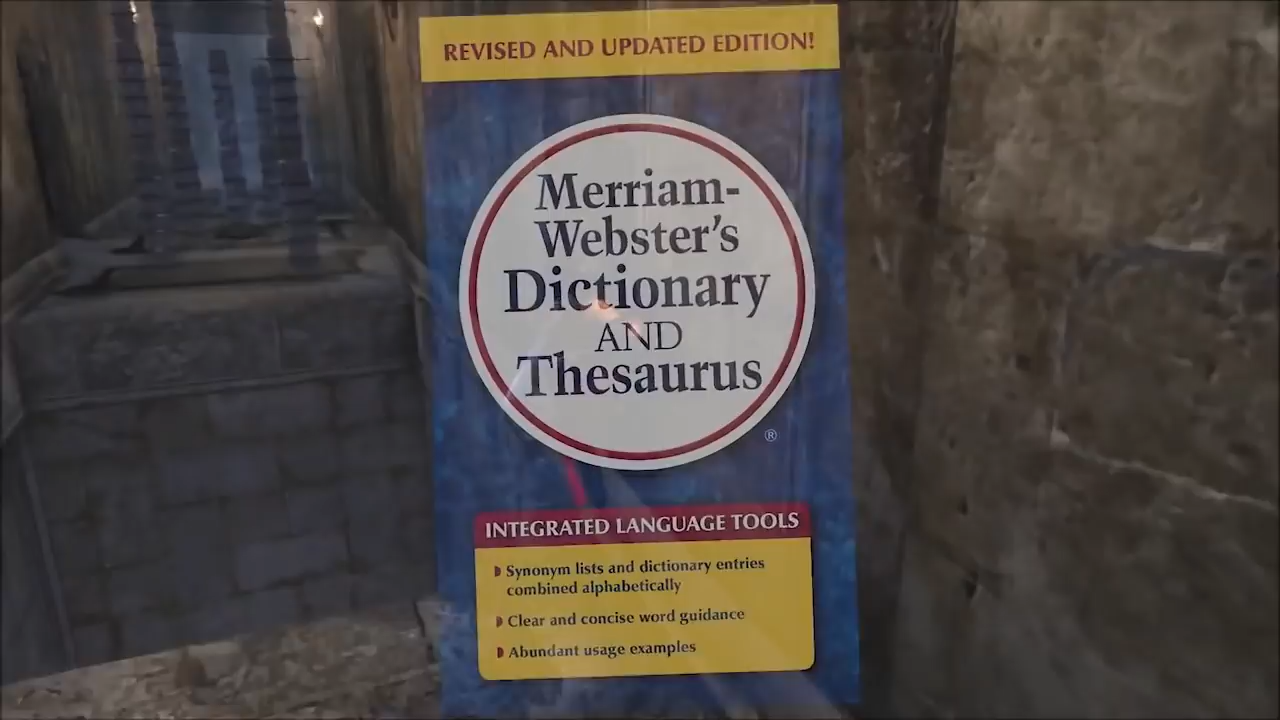 REVISED AND UPDATED EDITION!
Merriam-
Webster's
Dictionary
AND
Thesaurus
®
INTEGRATED LANGUAGE TOOLS
Synonym lists and dictionary entries
combined alphabetically
Clear and concise word guidance
Abundant usage examples